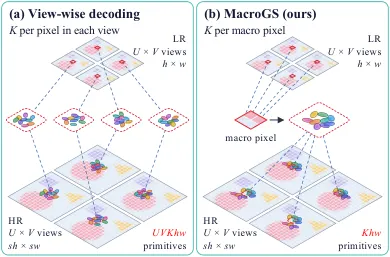 (a) View-wise decoding
K per pixel in each view
LR
U × V views
h × w
HR
U × V views
sh × sw
UVKhw
primitives
(b) MacroGS (ours)
K per macro pixel
LR
U × V views
h × w
macro pixel
HR
U × V views
sh × sw
Khw
primitives